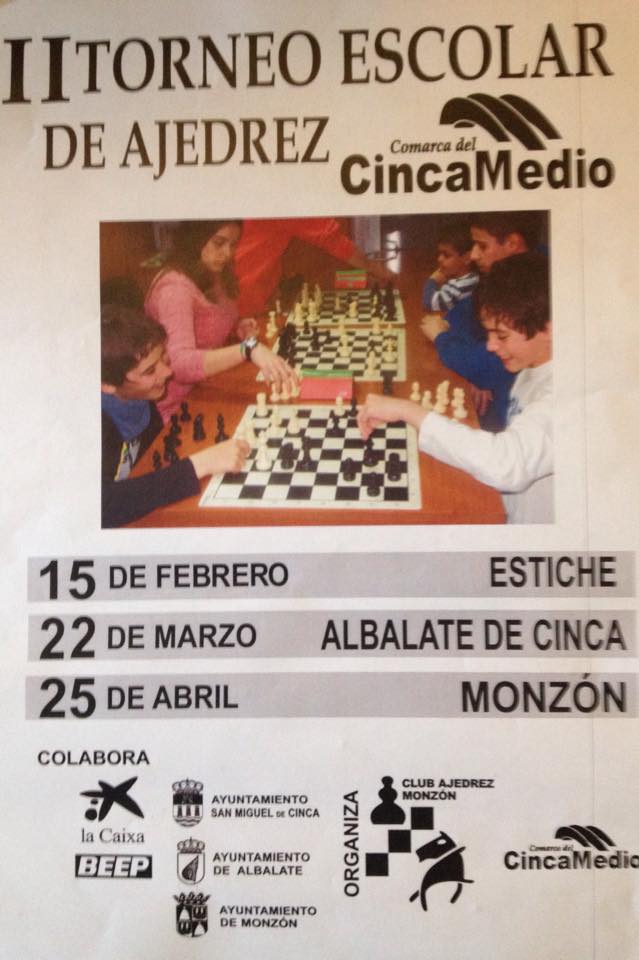 II TORNEO ESCOLAR
DE AJEDREZ
Comarca del
CincaMedio
15 DE FEBRERO ESTICHE
22 DE MARZO ALBALATE DE CINCA
25 DE ABRIL MONZÓN
COLABORA
la Caixa
BEEP
AYUNTAMIENTO
SAN MIGUEL DE CINCA
AYUNTAMIENTO
DE ALBALATE
AYUNTAMIENTO
DE MONZÓN
ORGANIZA
CLUB AJEDREZ
MONZÓN
Comarca del
CincaMedio